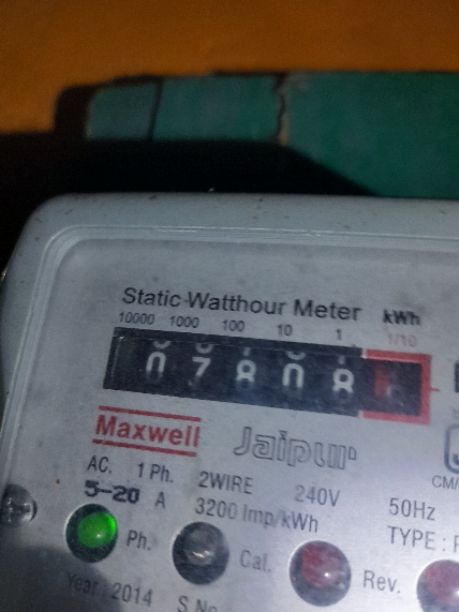 Static Watthour Meter kWh
10000 1000 100 10 1 1/10
07808
Maxwell Jaipur
AC. 1 Ph. 2WIRE 240V 50Hz
5-20 A 3200 Imp/kWh TYPE :
Ph. Cal. Rev.
Year : 2014 S No